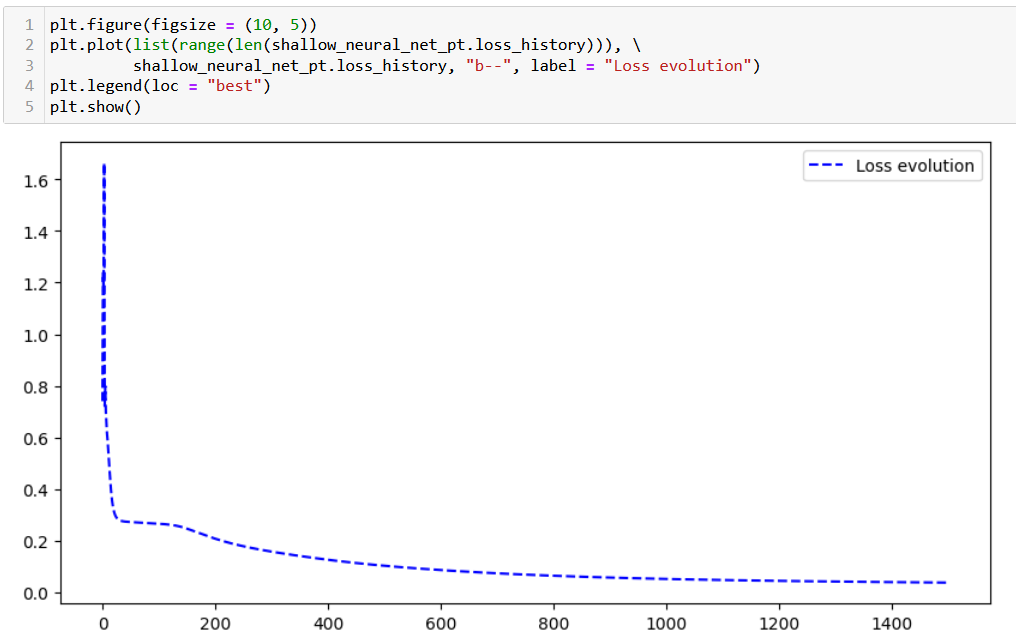 1 plt.figure(figsize = (10, 5))
2 plt.plot(list(range(len(shallow_neural_net_pt.loss_history))), \
3          shallow_neural_net_pt.loss_history, "b--", label = "Loss evolution")
4 plt.legend(loc = "best")
5 plt.show()
Loss evolution
1.6
1.4
1.2
1.0
0.8
0.6
0.4
0.2
0.0
0 200 400 600 800 1000 1200 1400